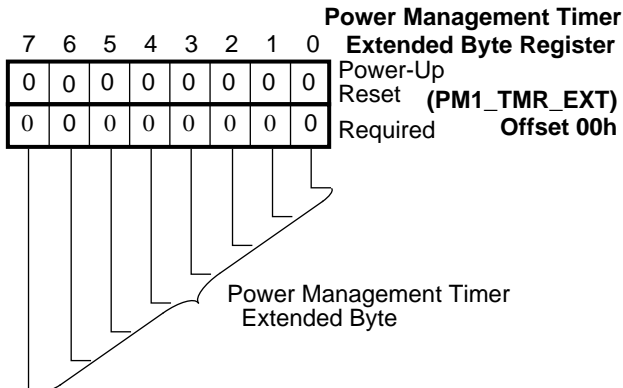 Power Management Timer
7 6 5 4 3 2 1 0 Extended Byte Register
0 0 0 0 0 0 0 0 Power-Up
Reset (PM1_TMR_EXT)
0 0 0 0 0 0 0 0 Required Offset 00h
Power Management Timer
Extended Byte